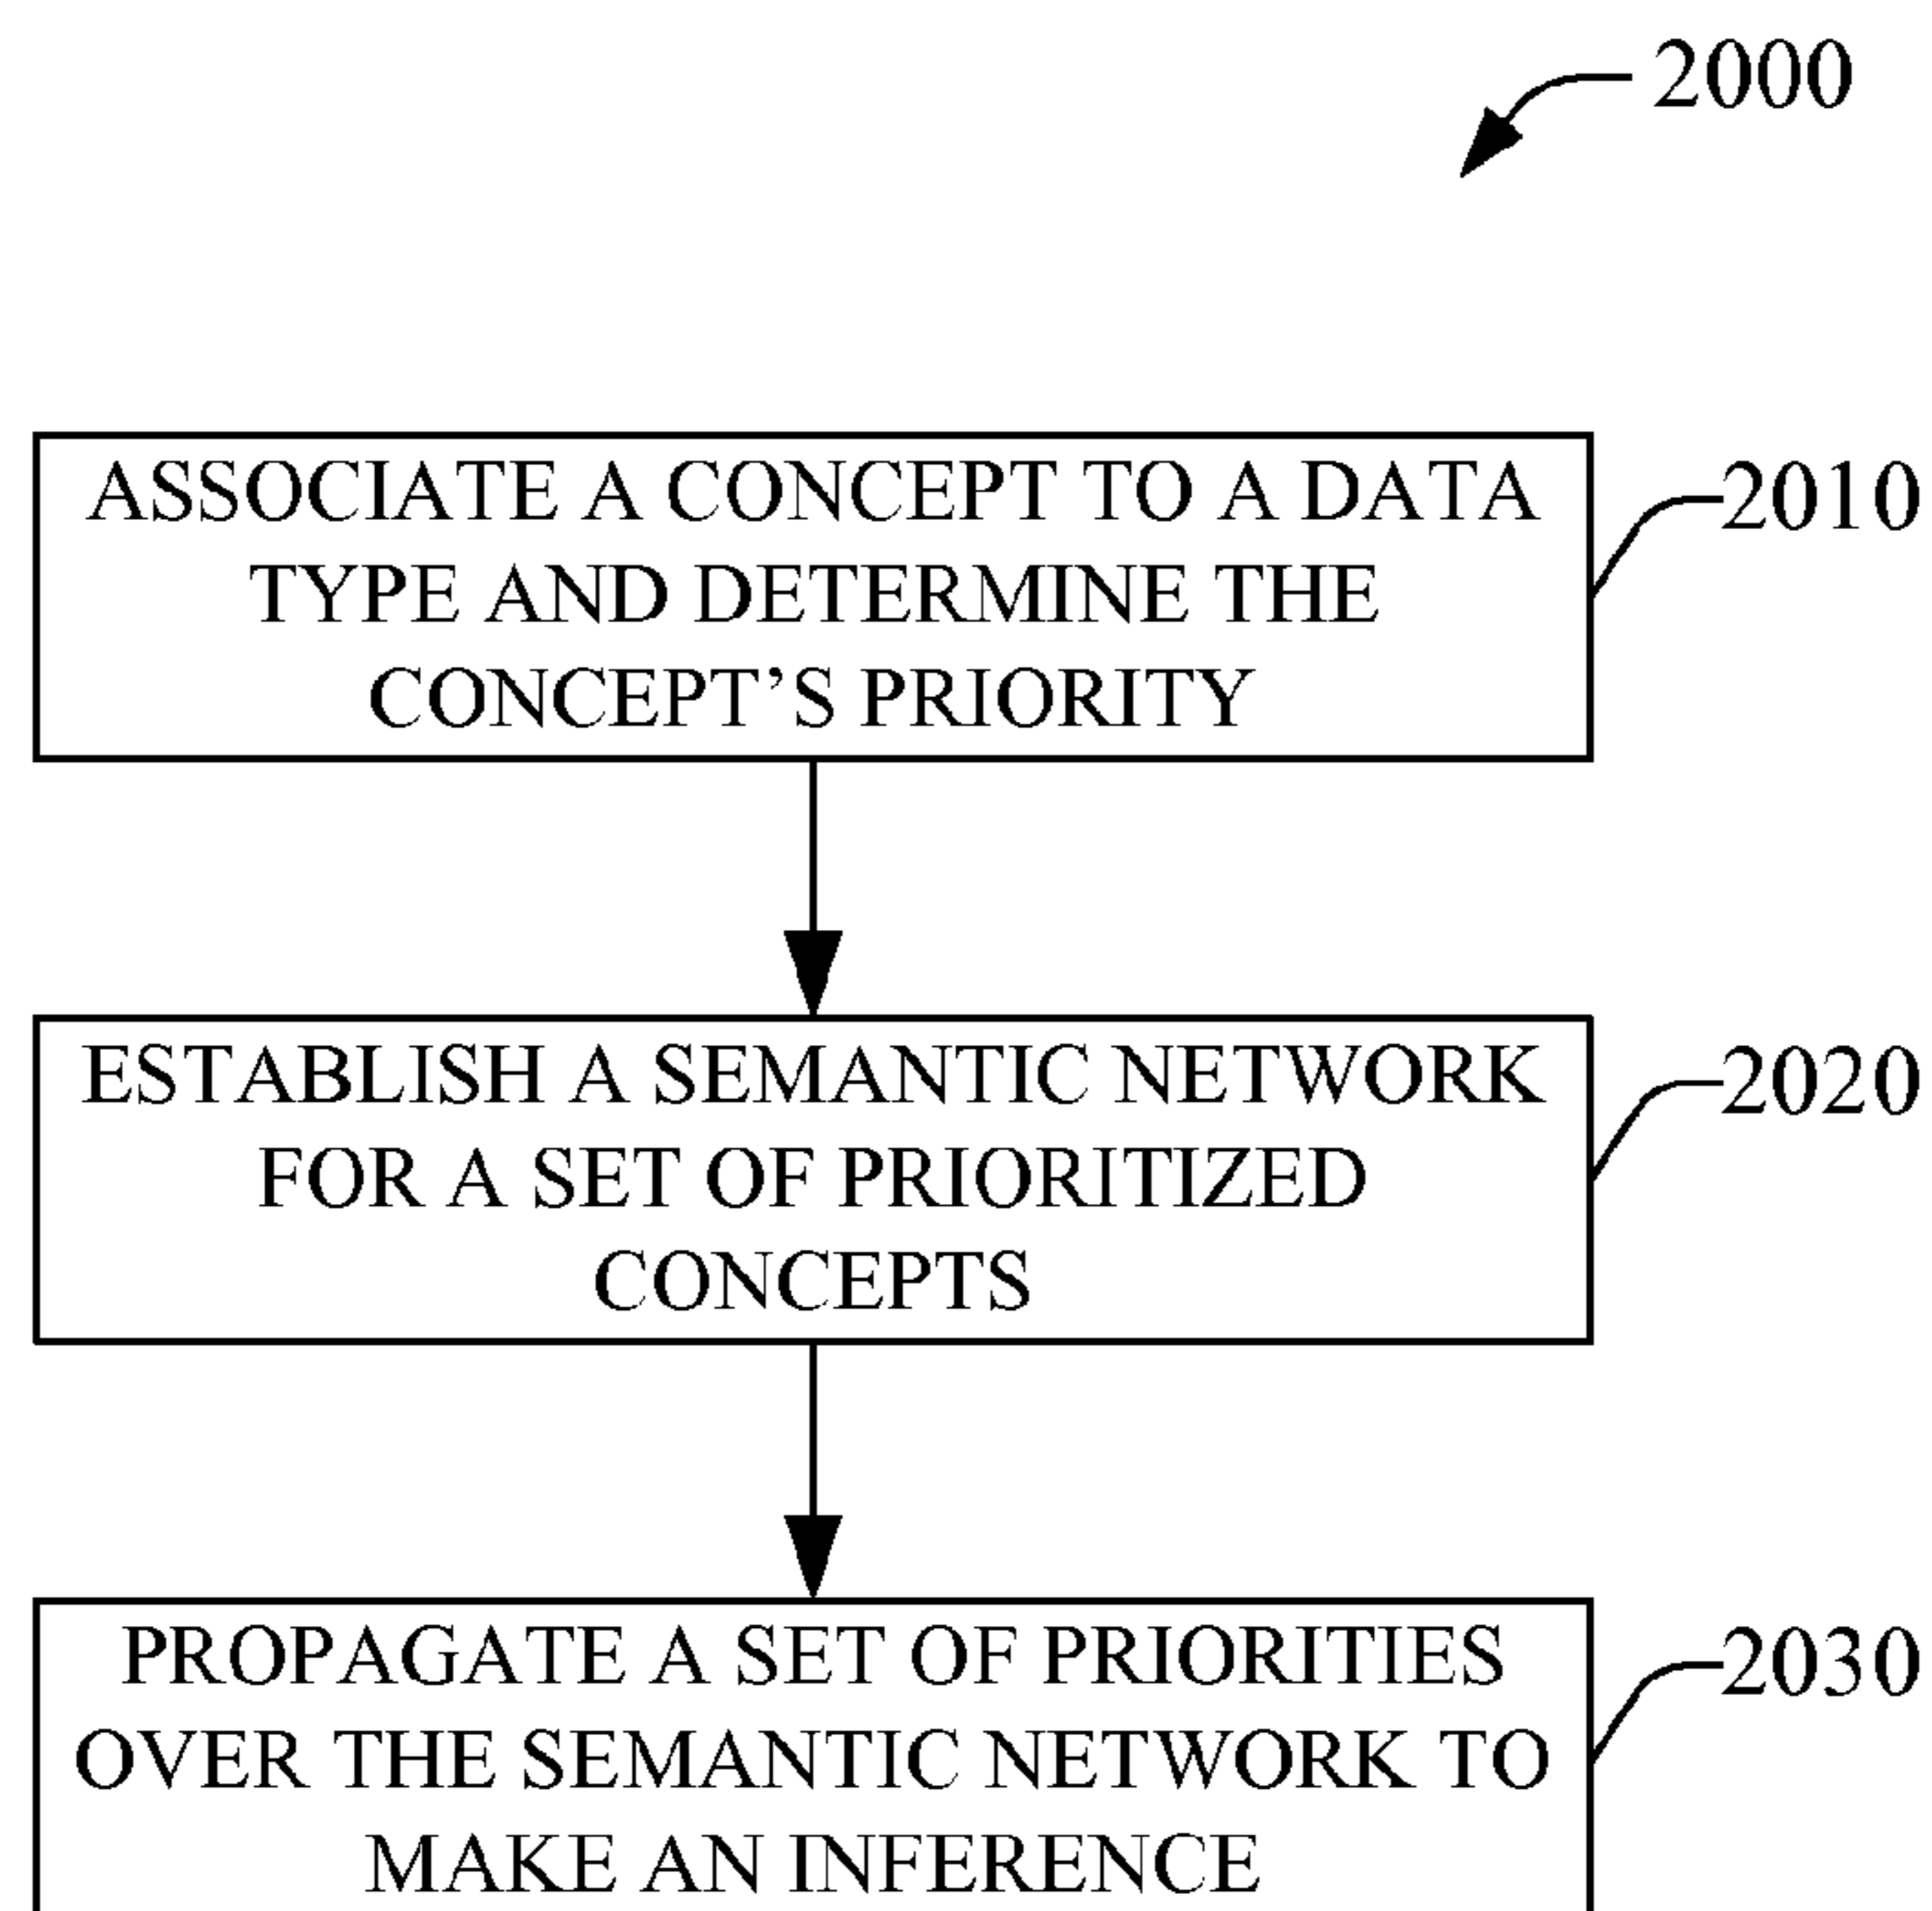 2000
ASSOCIATE A CONCEPT TO A DATA
TYPE AND DETERMINE THE
CONCEPT’S PRIORITY
2010
ESTABLISH A SEMANTIC NETWORK
FOR A SET OF PRIORITIZED
CONCEPTS
2020
PROPAGATE A SET OF PRIORITIES
OVER THE SEMANTIC NETWORK TO
MAKE AN INFERENCE
2030